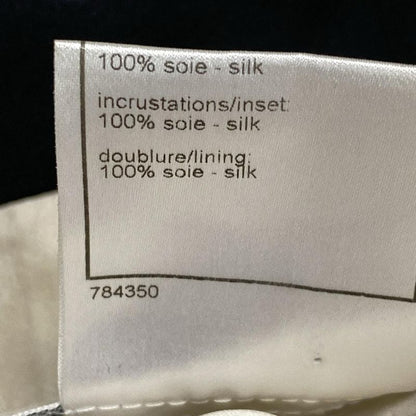 100% soie - silk
incrustations/inset:
100% soie - silk
doublure/lining:
100% soie - silk
784350